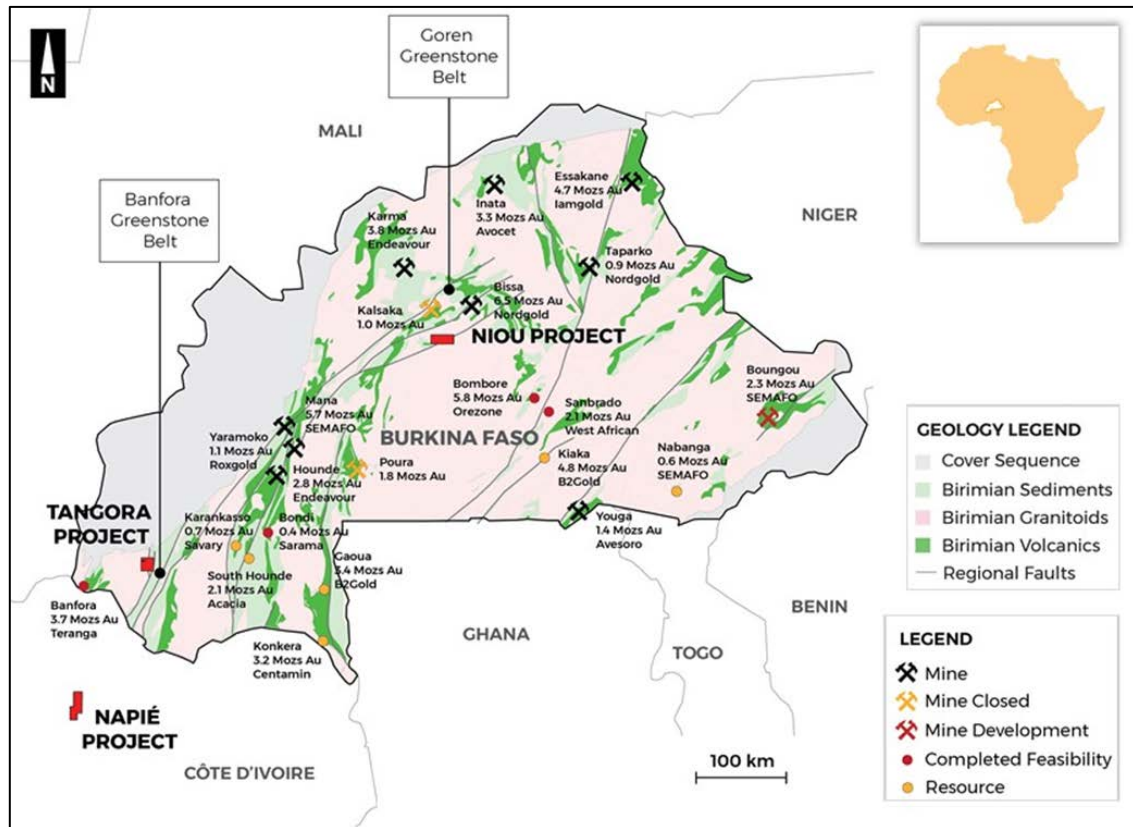 N
Goren
Greenstone
Belt
MALI
Banfora
Greenstone
Belt
Essakane
4.7 Mozs Au
Iamgold
Inata
3.3 Mozs Au
Avocet
NIGER
Karma
3.8 Mozs Au
Endeavour
Taparko
0.9 Mozs Au
Nordgold
Bissa
6.5 Mozs Au
Nordgold
Kalsaka
1.0 Mozs Au
NIOU PROJECT
Boungou
2.3 Mozs Au
SEMAFO
Bombore
5.8 Mozs Au
Orezone
Sanbrado
2.1 Mozs Au
West African
Mana
5.7 Mozs Au
SEMAFO
BURKINA FASO
Yaramoko
1.1 Mozs Au
Roxgold
Kiaka
4.8 Mozs Au
B2Gold
Nabanga
0.6 Mozs Au
SEMAFO
Poura
1.8 Mozs Au
Hounde
2.8 Mozs Au
Endeavour
TANGORA
PROJECT
Karankasso
0.7 Mozs Au
Savary
Bondi
0.4 Mozs Au
Sarama
Youga
1.4 Mozs Au
Avesoro
Gaoua
3.4 Mozs Au
B2Gold
South Hounde
2.1 Mozs Au
Acacia
Banfora
3.7 Mozs Au
Teranga
BENIN
GHANA
TOGO
Konkera
3.2 Mozs Au
Centamin
NAPIÉ
PROJECT
CÔTE D'IVOIRE
100 km
GEOLOGY LEGEND
Cover Sequence
Birimian Sediments
Birimian Granitoids
Birimian Volcanics
Regional Faults
LEGEND
Mine
Mine Closed
Mine Development
Completed Feasibility
Resource